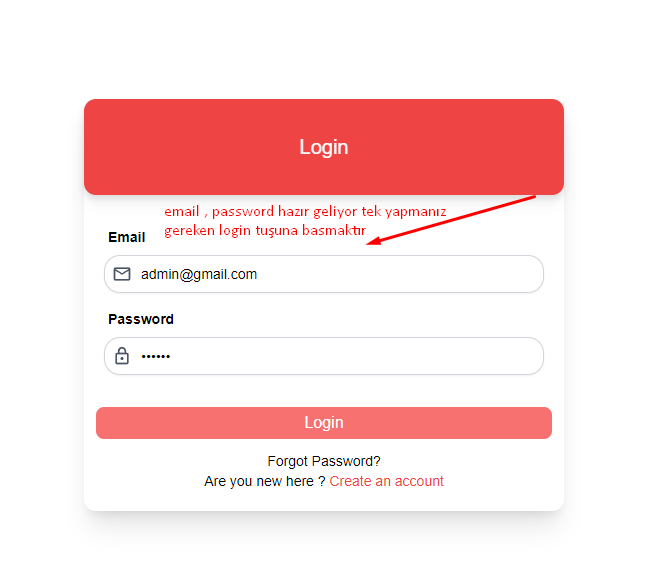 Login
email , password hazır geliyor tek yapmanız
gereken login tuşuna basmaktır
Email
admin@gmail.com
Password
••••••
Login
Forgot Password?
Are you new here ? Create an account